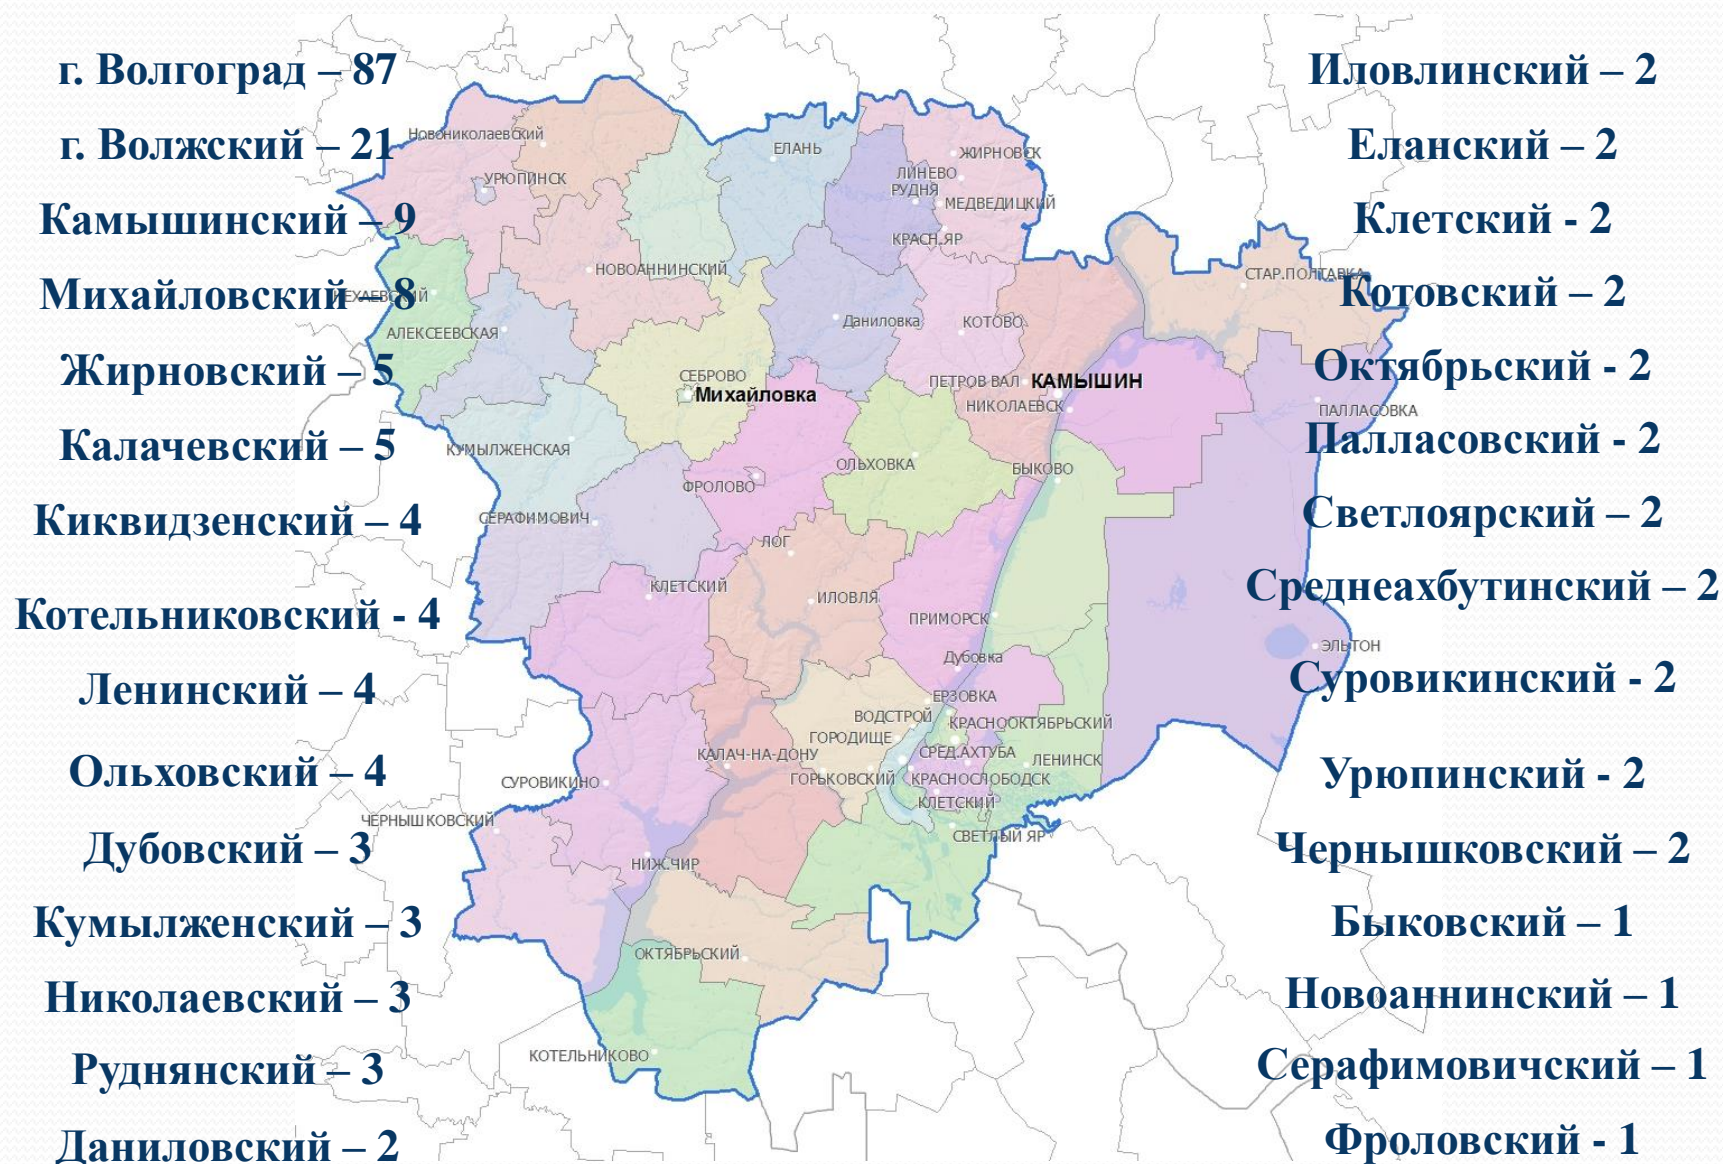 г. Волгоград – 87
г. Волжский – 21
Камышинский – 9
Михайловский – 8
Жирновский – 5
Калачевский – 5
Киквидзенский – 4
Котельниковский - 4
Ленинский – 4
Ольховский – 4
Дубовский – 3
Кумылженский – 3
Николаевский – 3
Руднянский – 3
Даниловский – 2
Новониколаевский
УРЮПИНСК
ЕЛАНЬ
ЖИРНОВСК
ЛИНЕВО
РУДНЯ
МЕДВЕДИЦКИЙ
КРАСН.ЯР
НОВОАННИНСКИЙ
СТАР.ПОЛТАВКА
НЕХАЕВСКИЙ
АЛЕКСЕЕВСКАЯ
Даниловка
КОТОВО
СЕБРОВО
Михайловка
ПЕТРОВ ВАЛ
КАМЫШИН
НИКОЛАЕВСК
ПАЛЛАСОВКА
КУМЫЛЖЕНСКАЯ
ОЛЬХОВКА
БЫКОВО
ФРОЛОВО
СЕРАФИМОВИЧ
ЛОГ
КЛЕТСКИЙ
ИЛОВЛЯ
ПРИМОРСК
ЭЛЬТОН
Дубовка
ЕРЗОВКА
ВОДСТРОЙ
КРАСНООКТЯБРЬСКИЙ
ГОРОДИЩЕ
СРЕД.АХТУБА
ЛЕНИНСК
КАЛАЧ-НА-ДОНУ
ГОРЬКОВСКИЙ
КРАСНОСЛОБОДСК
СУРОВИКИНО
КЛЕТСКИЙ
ЧЕРНЫШКОВСКИЙ
СВЕТЛЫЙ ЯР
НИЖ.ЧИР
ОКТЯБРЬСКИЙ
КОТЕЛЬНИКОВО
Иловлинский – 2
Еланский – 2
Клетский - 2
Котовский – 2
Октябрьский - 2
Палласовский - 2
Светлоярский – 2
Среднеахбутинский – 2
Суровикинский - 2
Урюпинский - 2
Чернышковский – 2
Быковский – 1
Новоаннинский – 1
Серафимовичский – 1
Фроловский - 1